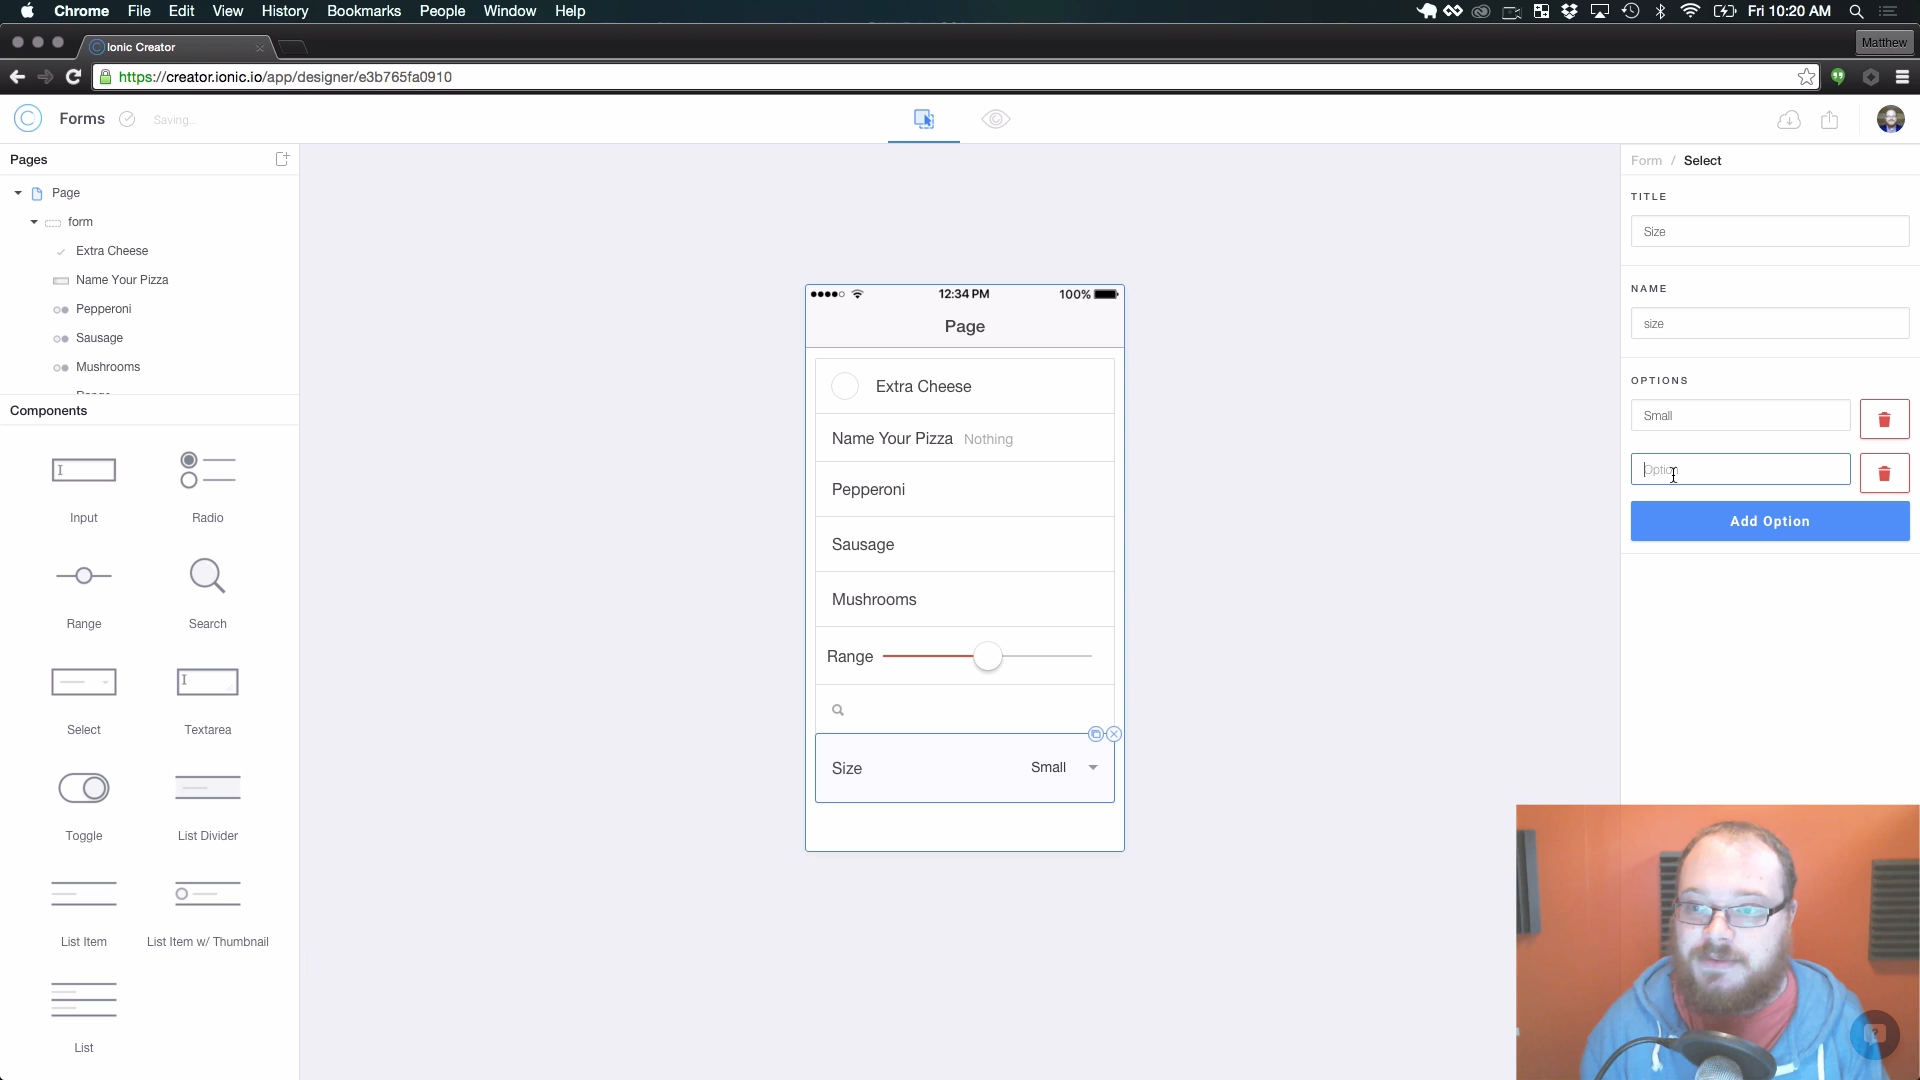 Chrome File Edit View History Bookmarks People Window Help Fri 10:20 AM
Ionic Creator Matthew
https://creator.ionic.io/app/designer/e3b765fa0910
Forms Saving...
Pages
Page
form
Extra Cheese
Name Your Pizza
Pepperoni
Sausage
Mushrooms
Components
Input Radio
Range Search
Select Textarea
Toggle List Divider
List Item List Item w/ Thumbnail
List
12:34 PM 100%
Page
Extra Cheese
Name Your Pizza Nothing
Pepperoni
Sausage
Mushrooms
Range
Size Small
Form / Select
TITLE
Size
NAME
size
OPTIONS
Small
Option
Add Option